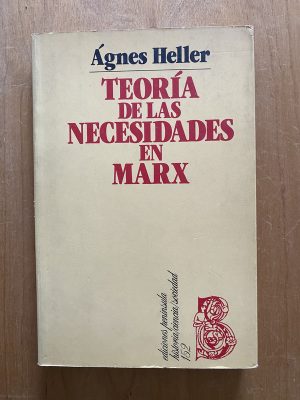 Ágnes Heller
TEORÍA
DE LAS
NECESIDADES
EN
MARX
ediciones península
historia/ciencia/sociedad
152